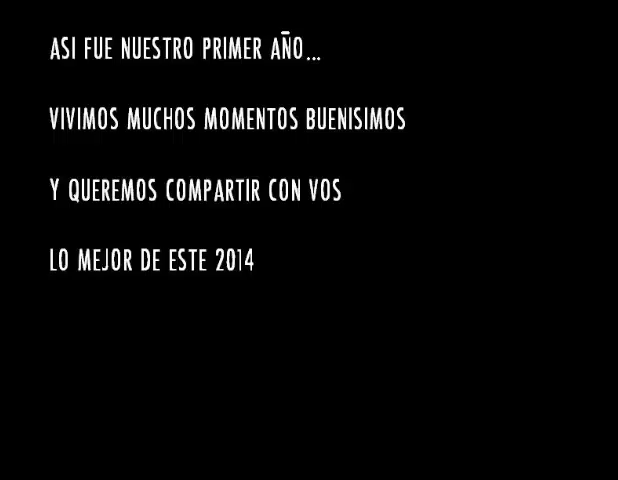 ASI FUE NUESTRO PRIMER AÑO...
VIVIMOS MUCHOS MOMENTOS BUENISIMOS
Y QUEREMOS COMPARTIR CON VOS
LO MEJOR DE ESTE 2014